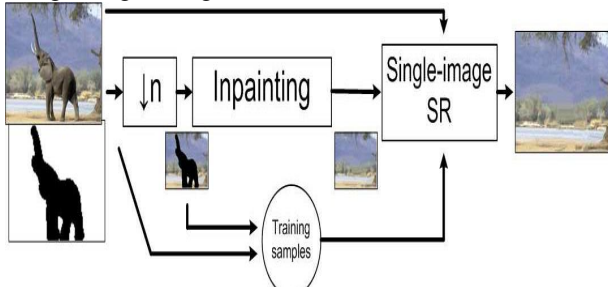 ↓n
Inpainting
Single-image
SR
Training
samples